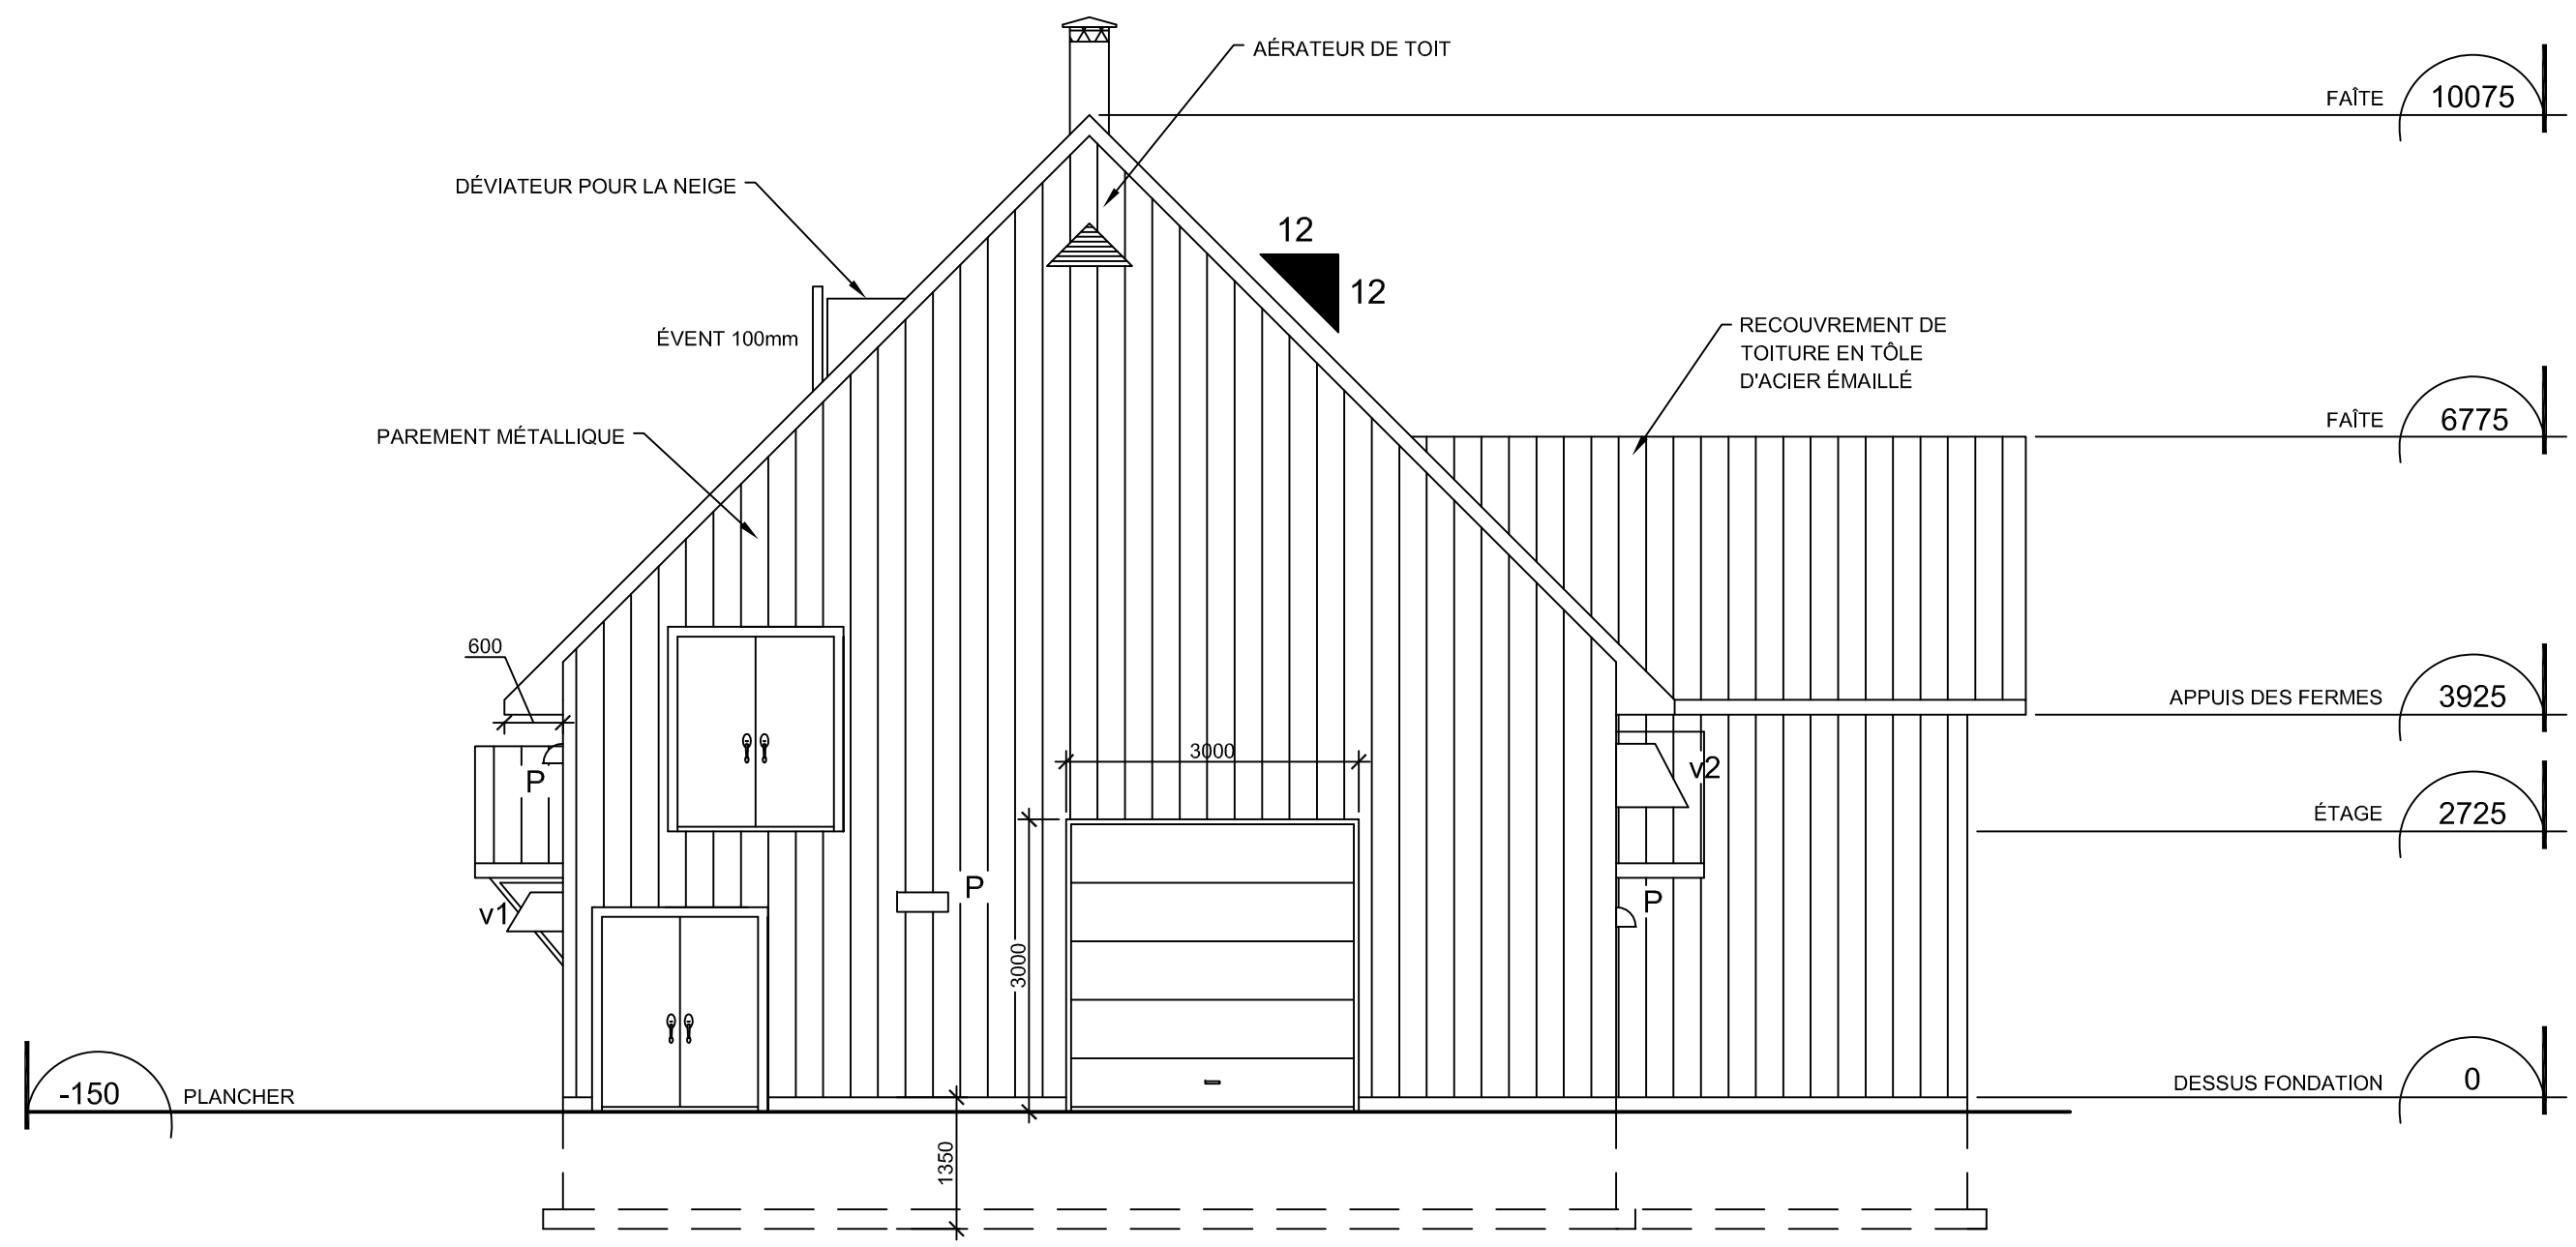 AÉRATEUR DE TOIT
FAÎTE 10075
DÉVIATEUR POUR LA NEIGE
12
12
ÉVENT 100mm
RECOUVREMENT DE
TOITURE EN TÔLE
D'ACIER ÉMAILLÉ
FAÎTE 6775
PAREMENT MÉTALLIQUE
600
APPUIS DES FERMES 3925
3000
P
v2
ÉTAGE 2725
P
P
v1
3000
-150 PLANCHER
DESSUS FONDATION 0
1350